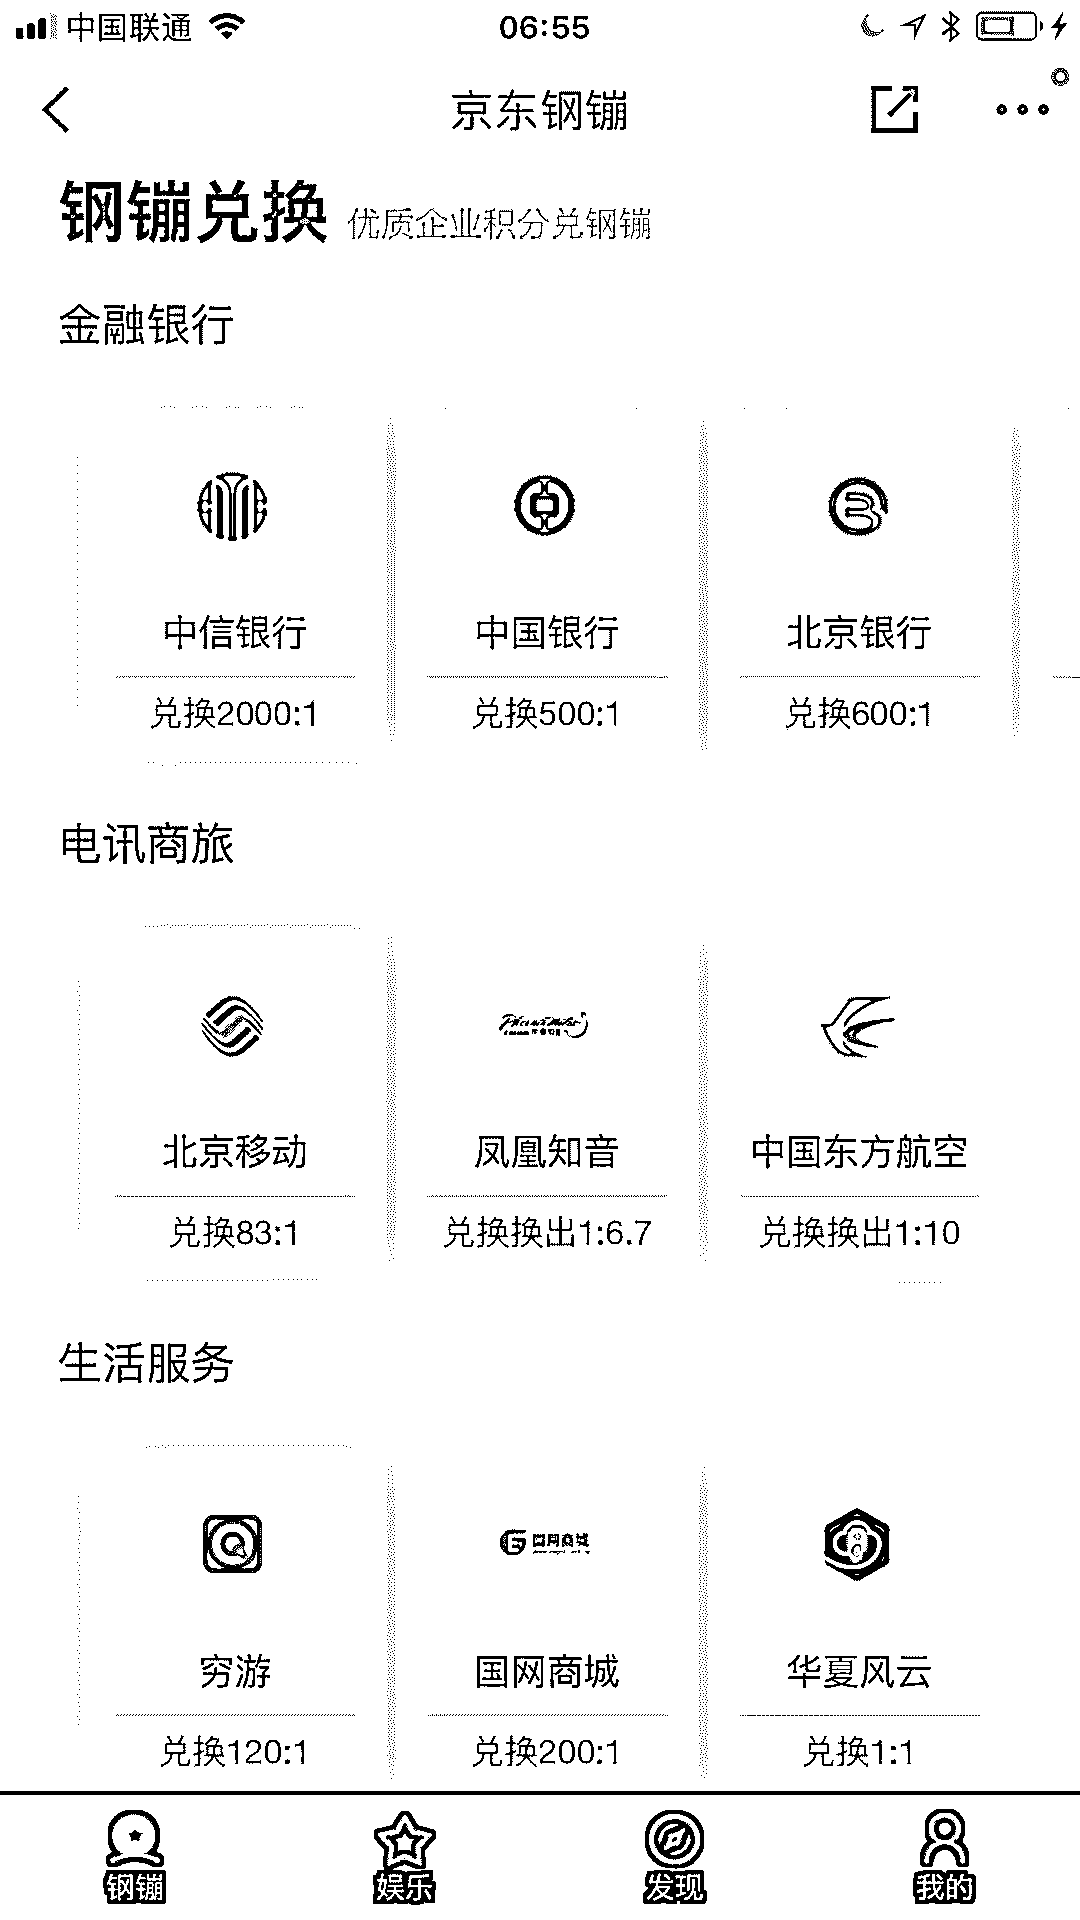 中国联通 06:55
京东钢镚
钢镚兑换 优质企业积分兑钢镚
金融银行
中信银行 中国银行 北京银行
兑换2000:1 兑换500:1 兑换600:1
电讯商旅
北京移动 凤凰知音 中国东方航空
兑换83:1 兑换换出1:6.7 兑换换出1:10
生活服务
国网商城
穷游 国网商城 华夏风云
兑换120:1 兑换200:1 兑换1:1
钢镚 娱乐 发现 我的